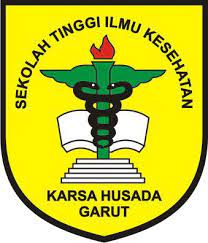 SEKOLAH TINGGI ILMU KESEHATAN
KARSA HUSADA
GARUT